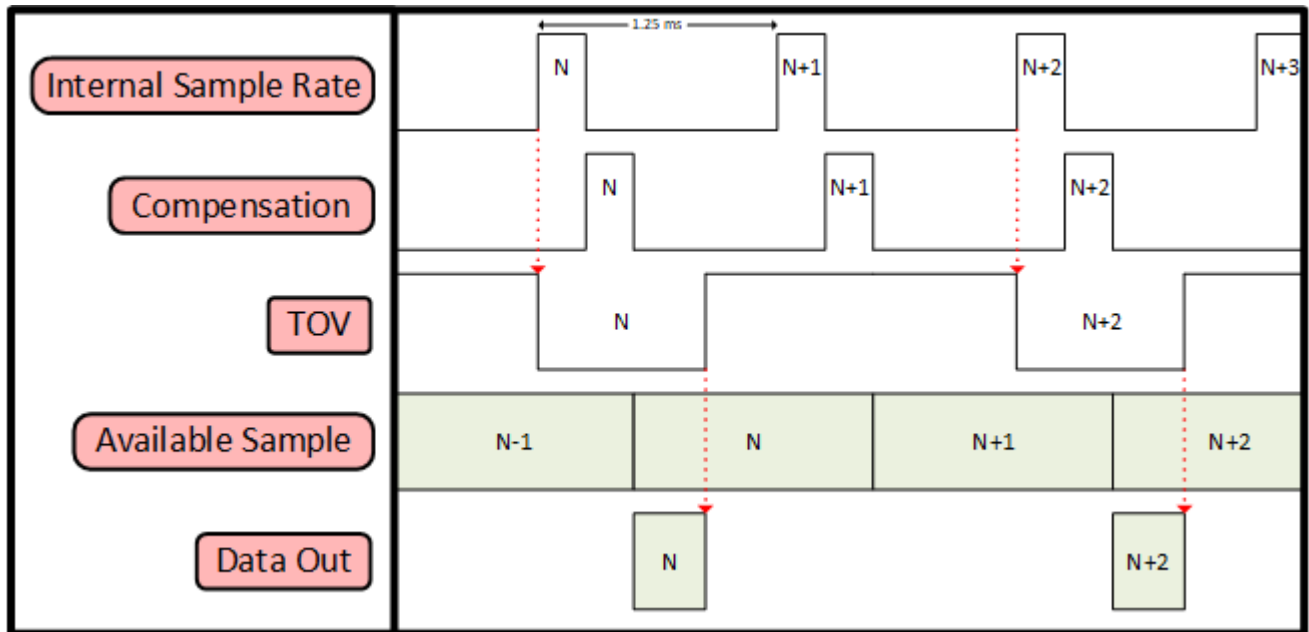 1.25 ms
Internal Sample Rate
N
N+1
N+2
N+3
Compensation
N
N+1
N+2
TOV
N
N+2
Available Sample
N-1
N
N+1
N+2
Data Out
N
N+2